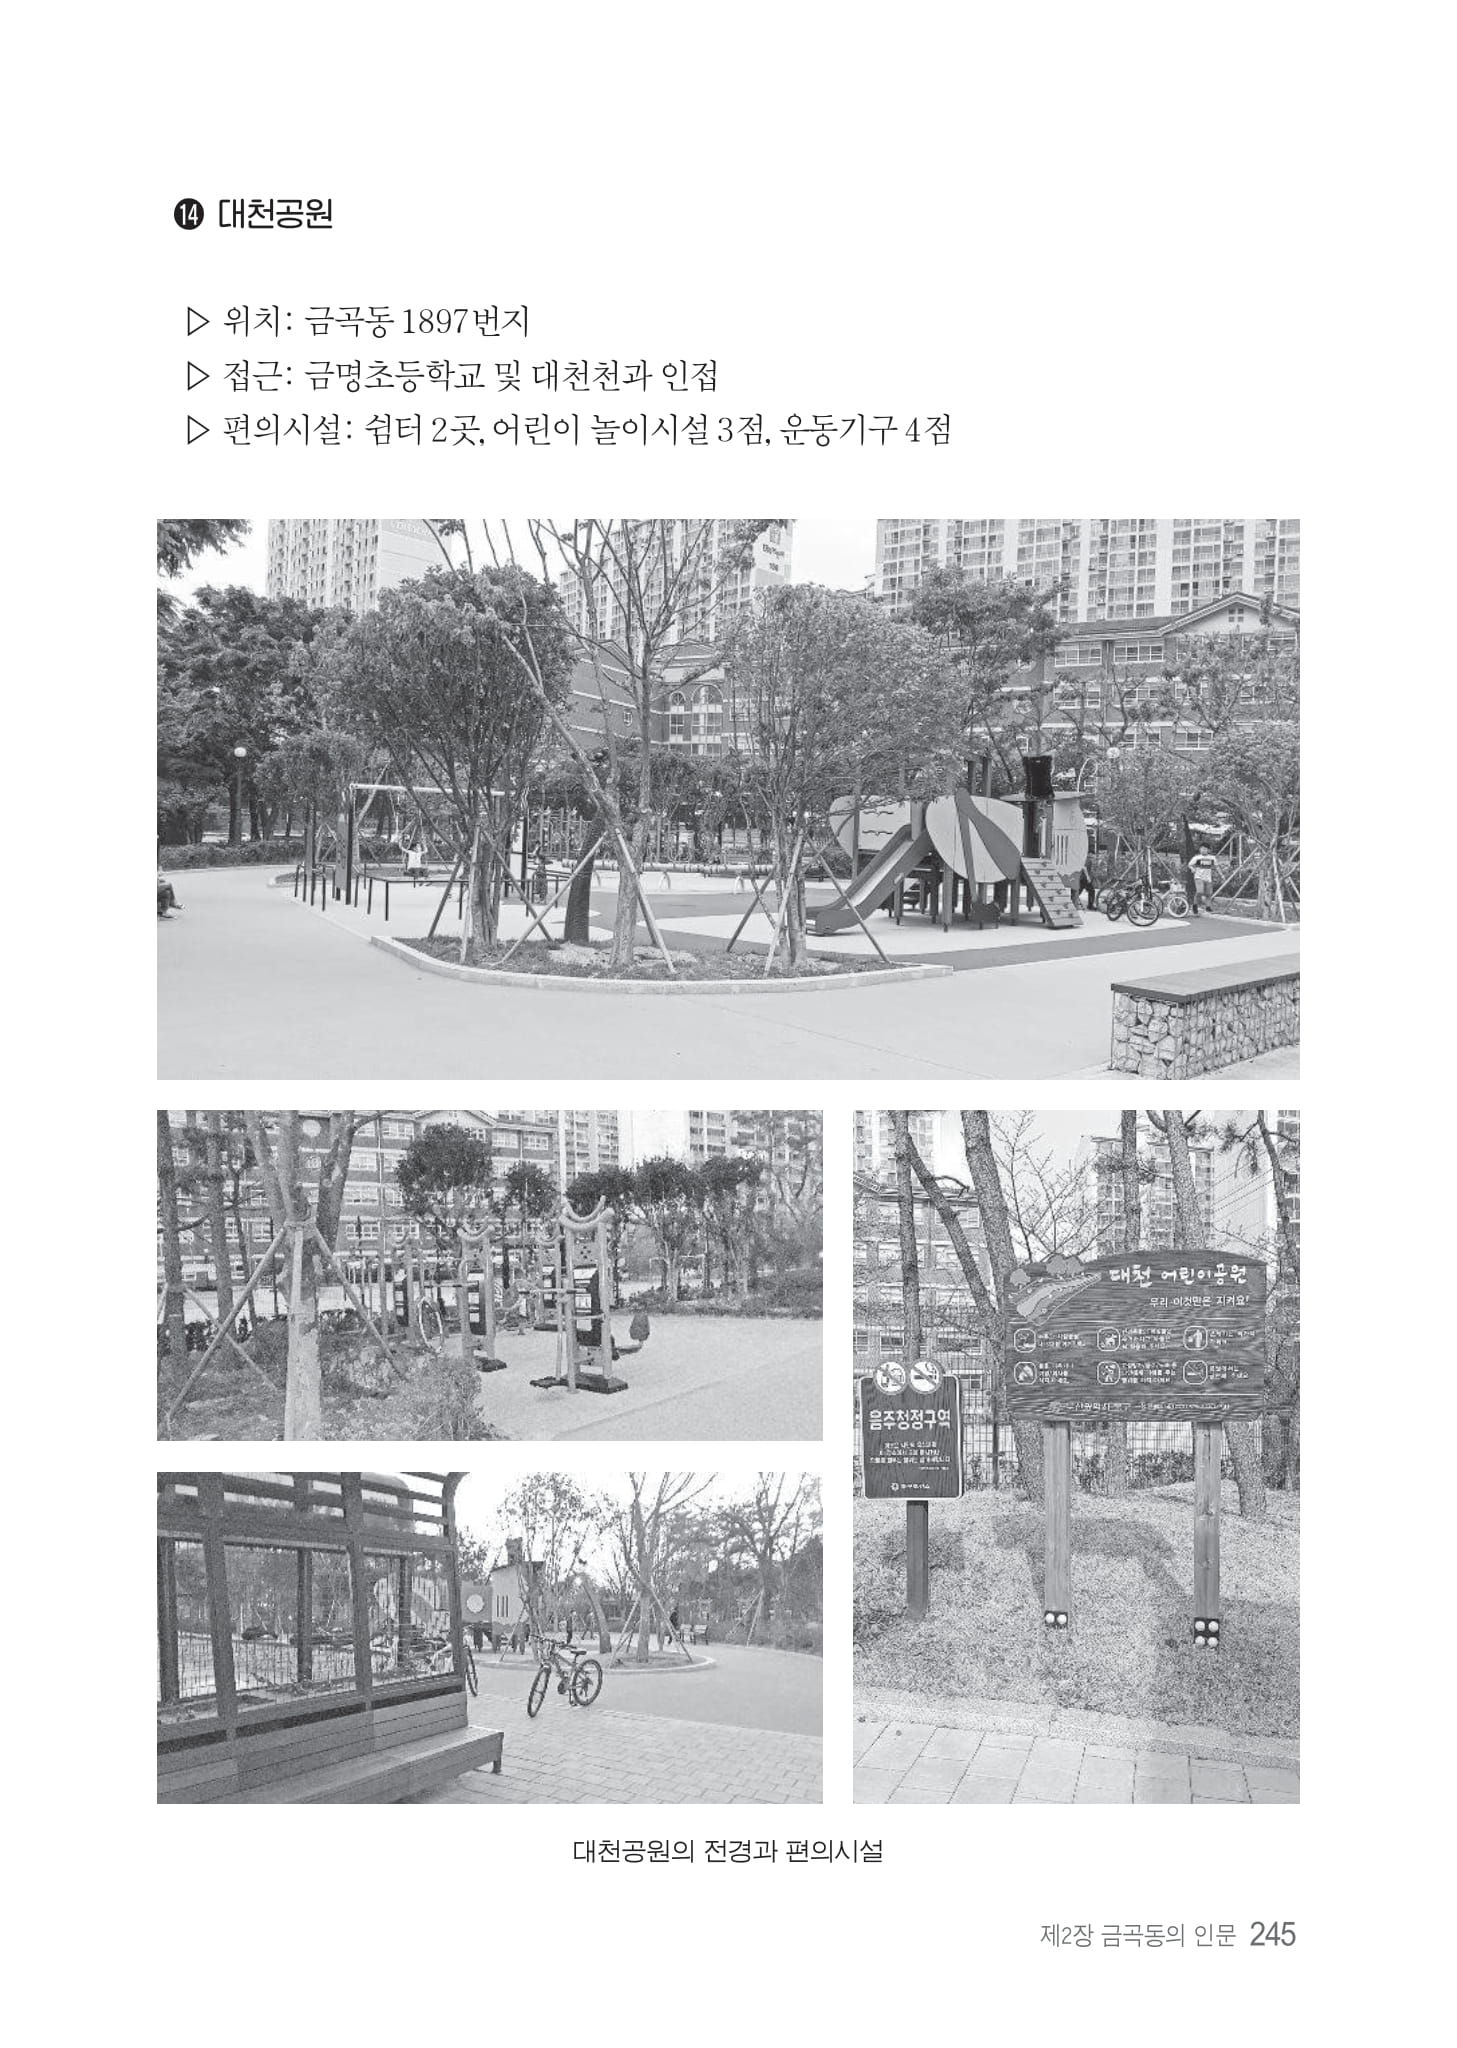 ⓮ 대천공원
▷ 위치: 금곡동 1897번지
▷ 접근: 금명초등학교 및 대천천과 인접
▷ 편의시설: 쉼터 2곳, 어린이 놀이시설 3점, 운동기구 4점
대천 어린이공원
우리 이것만은 지켜요!
음주청정구역
대천공원의 전경과 편의시설
제2장 금곡동의 인문 245